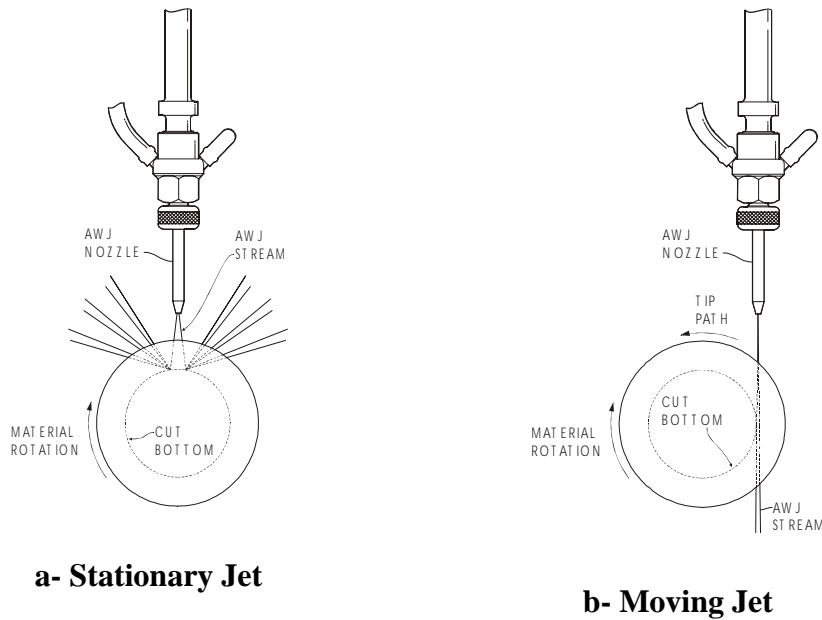 AWJ
NOZZLE
AWJ
STREAM
MATERIAL
ROTATION
CUT
BOTTOM
a- Stationary Jet
AWJ
NOZZLE
TIP
PATH
CUT
BOTTOM
MATERIAL
ROTATION
AWJ
STREAM
b- Moving Jet